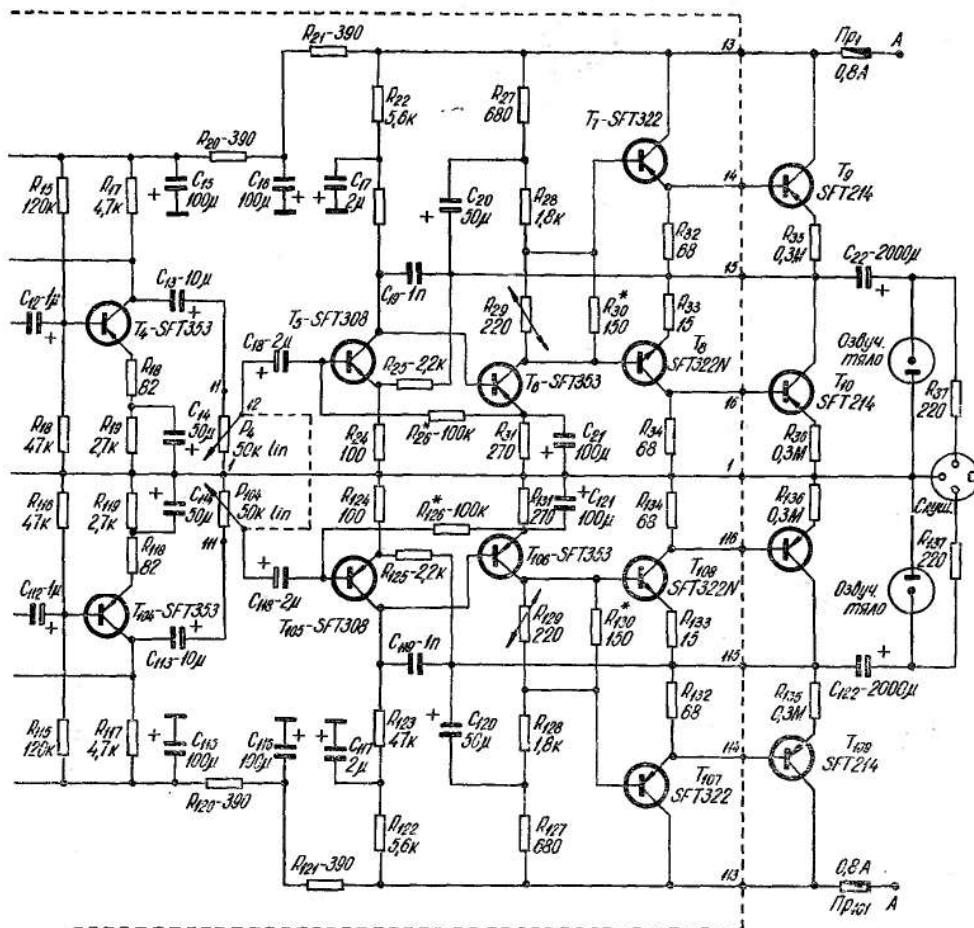 R21-390
13
Пр1
А
0,8А
R22
5,6к
R27
680
T7-SFT322
R20-390
R15
120к
R17
4,7к
+ C15
100μ
C16
100μ +
+ C17
2μ
C20
50μ
+
R28
1,8к
14
T9
SFT214
R32
68
R35
0,3М
C22-2000μ
+
15
C13-10μ
+
C19-1n
C12-1μ
+
T4-SFT353
T5-SFT308
R29
220
R30*
150
R33
15
T8
SFT322N
Озвуч.
тяло
C18-2μ
+
R25-2,2к
T6-SFT353
T10
SFT214
R37
220
R18
82
11
12
16
R26*-100к
R18
47к
R19
2,7к
C14
50μ
+
P4
50к lin
R24
100
R31
270
C21
100μ
R34
68
R36
0,3М
1
1
R116
47к
R119
2,7к
C114
50μ
+
P104
50к lin
R124
100
R126*-100к
R131
270
+
C121
100μ
R134
68
R136
0,3М
Слуш.
R118
82
111
116
R137
220
C112-1μ
+
T104-SFT353
C118-2μ
+
R125-2,2к
T106-SFT353
T108
SFT322N
Озвуч.
тяло
T105-SFT308
R129
220
R130*
150
R133
15
C113-10μ
+
C119-1n
115
+
C122-2000μ
R115
120к
R117
4,7к
+
C113
100μ
+
C116
100μ
+
C117
2μ
R123
47к
+
C120
50μ
R128
1,8к
R132
68
R135
0,3М
114
T109
SFT214
R120-390
T107
SFT322
R122
5,6к
R127
680
R121-390
113
0,8А
Пр101
А